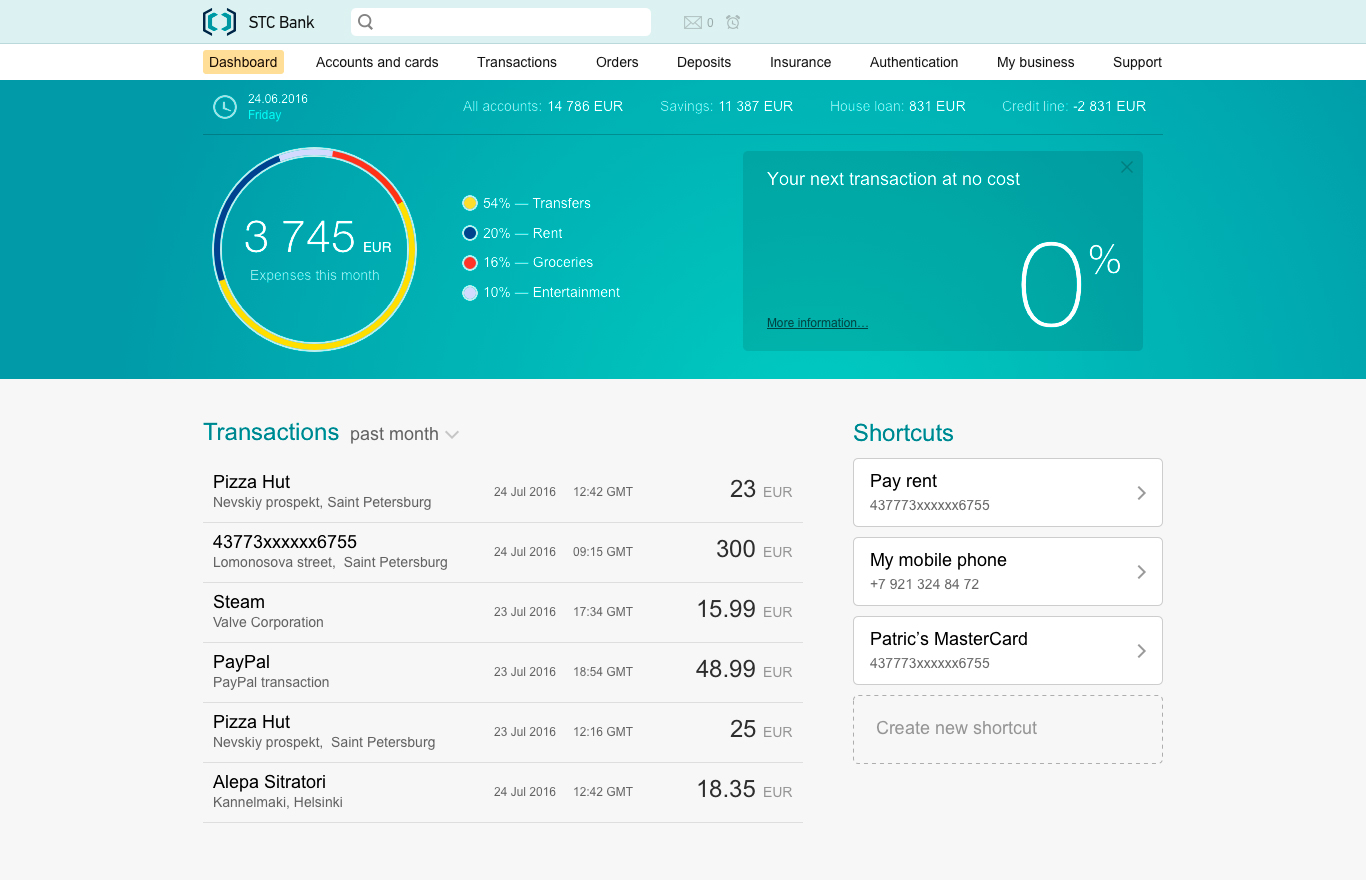 STC Bank
0
Dashboard Accounts and cards Transactions Orders Deposits Insurance Authentication My business Support
24.06.2016
Friday
All accounts: 14 786 EUR Savings: 11 387 EUR House loan: 831 EUR Credit line: -2 831 EUR
3 745 EUR
Expenses this month
54% — Transfers
20% — Rent
16% — Groceries
10% — Entertainment
Your next transaction at no cost
0%
More information...
Transactions past month
Pizza Hut
Nevskiy prospekt, Saint Petersburg
24 Jul 2016 12:42 GMT
23 EUR
43773xxxxxx6755
Lomonosova street, Saint Petersburg
24 Jul 2016 09:15 GMT
300 EUR
Steam
Valve Corporation
23 Jul 2016 17:34 GMT
15.99 EUR
PayPal
PayPal transaction
23 Jul 2016 18:54 GMT
48.99 EUR
Pizza Hut
Nevskiy prospekt, Saint Petersburg
23 Jul 2016 12:16 GMT
25 EUR
Alepa Sitratori
Kannelmaki, Helsinki
24 Jul 2016 12:42 GMT
18.35 EUR
Shortcuts
Pay rent
437773xxxxxx6755
My mobile phone
+7 921 324 84 72
Patric’s MasterCard
437773xxxxxx6755
Create new shortcut